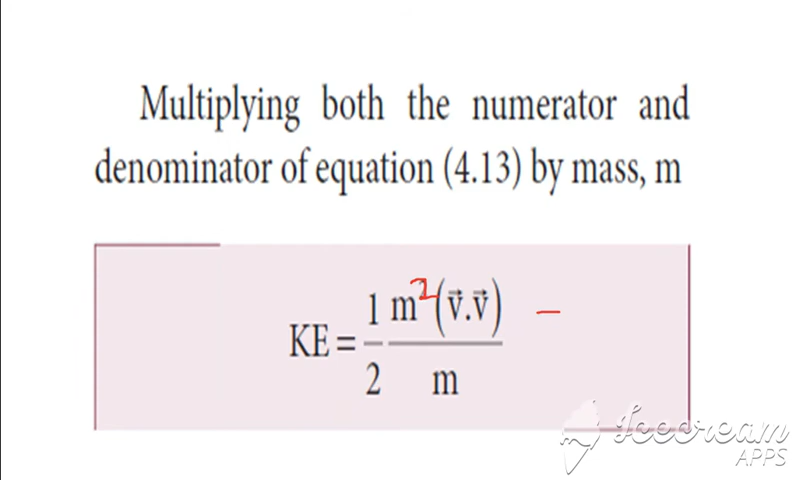 Multiplying both the numerator and
denominator of equation (4.13) by mass, m
KE = 1/2 m²(v⃗.v⃗)/m –
Icecream
APPS